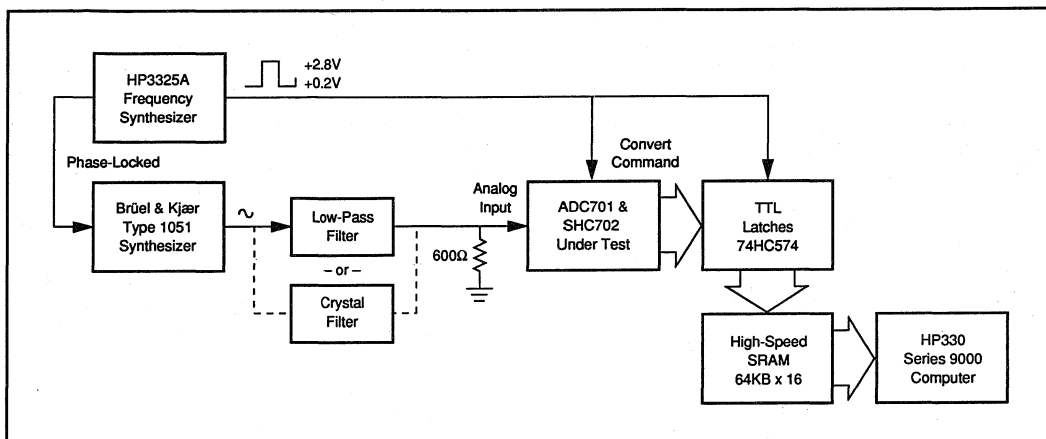 HP3325A
Frequency
Synthesizer
+2.8V
+0.2V
Phase-Locked
Convert
Command
Brüel & Kjær
Type 1051
Synthesizer
~
Low-Pass
Filter
– or –
Crystal
Filter
Analog
Input
600Ω
ADC701 &
SHC702
Under Test
TTL
Latches
74HC574
High-Speed
SRAM
64KB x 16
HP330
Series 9000
Computer